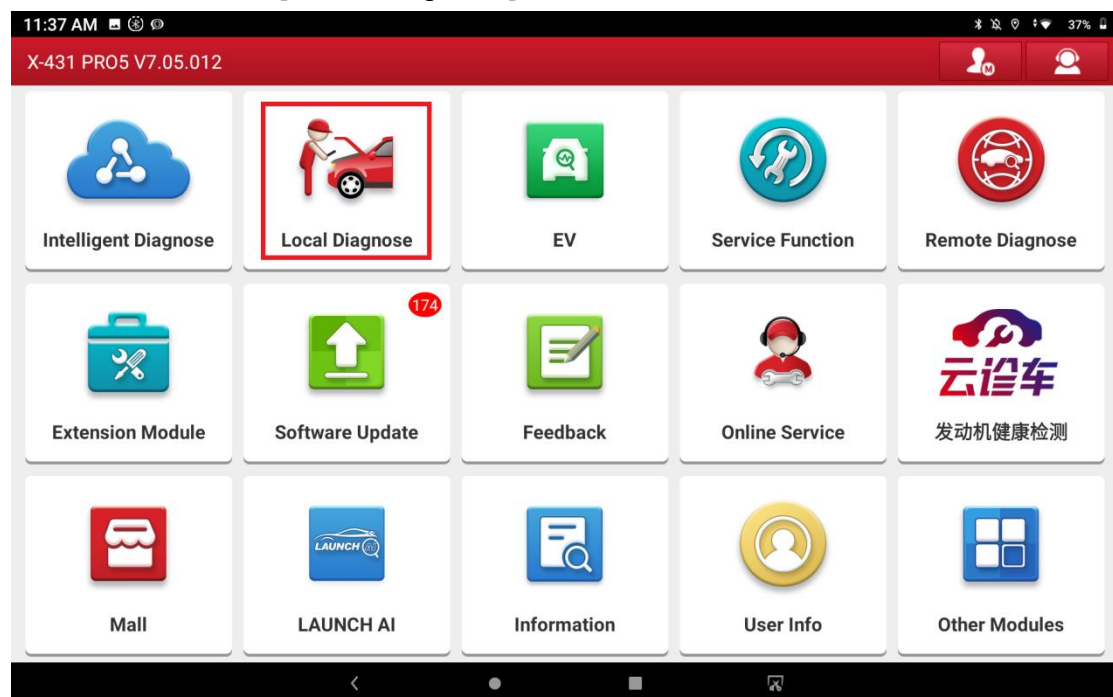 11:37 AM
37%
X-431 PRO5 V7.05.012
M
Intelligent Diagnose
Local Diagnose
EV
Service Function
Remote Diagnose
174
云诊车
Extension Module
Software Update
Feedback
Online Service
发动机健康检测
LAUNCH
Mall
LAUNCH AI
Information
User Info
Other Modules